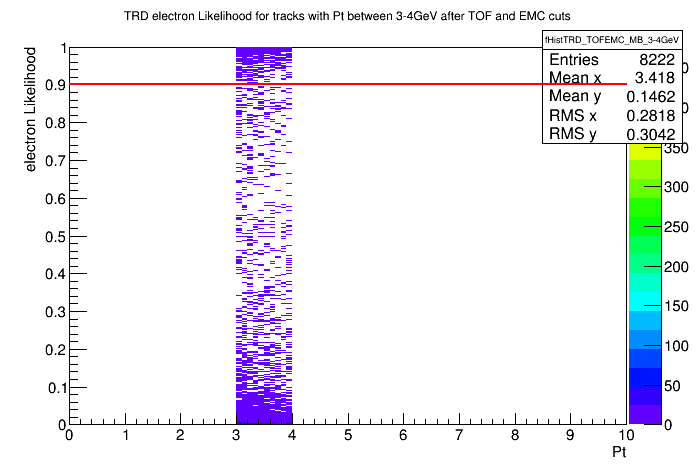 TRD electron Likelihood for tracks with Pt between 3-4GeV after TOF and EMC cuts
fHistTRD_TOFEMC_MB_3-4GeV
Entries 8222
Mean x 3.418
Mean y 0.1462
RMS x 0.2818
RMS y 0.3042
electron Likelihood
1
0.9
0.8
0.7
0.6
0.5
0.4
0.3
0.2
0.1
0
0 1 2 3 4 5 6 7 8 9 10
Pt
350
300
250
200
150
100
50
0